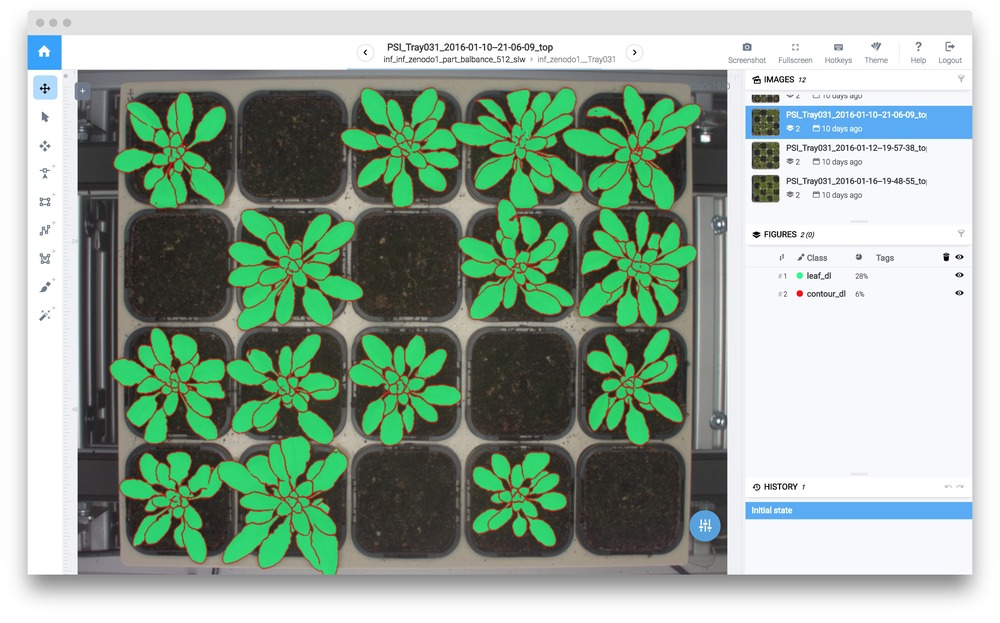 PSI_Tray031_2016-01-10--21-06-09_top
inf_inf_zenodo1_part_balbance_512_slw › inf_zenodo1__Tray031
Screenshot
Fullscreen
Hotkeys
Theme
Help
Logout
IMAGES 12
2 10 days ago
PSI_Tray031_2016-01-10--21-06-09_to
2 10 days ago
PSI_Tray031_2016-01-12--19-57-38_to
2 10 days ago
PSI_Tray031_2016-01-16--19-48-55_to
2 10 days ago
FIGURES 2 (0)
Class Tags
#1 leaf_dl 28%
#2 contour_dl 6%
HISTORY 1
Initial state